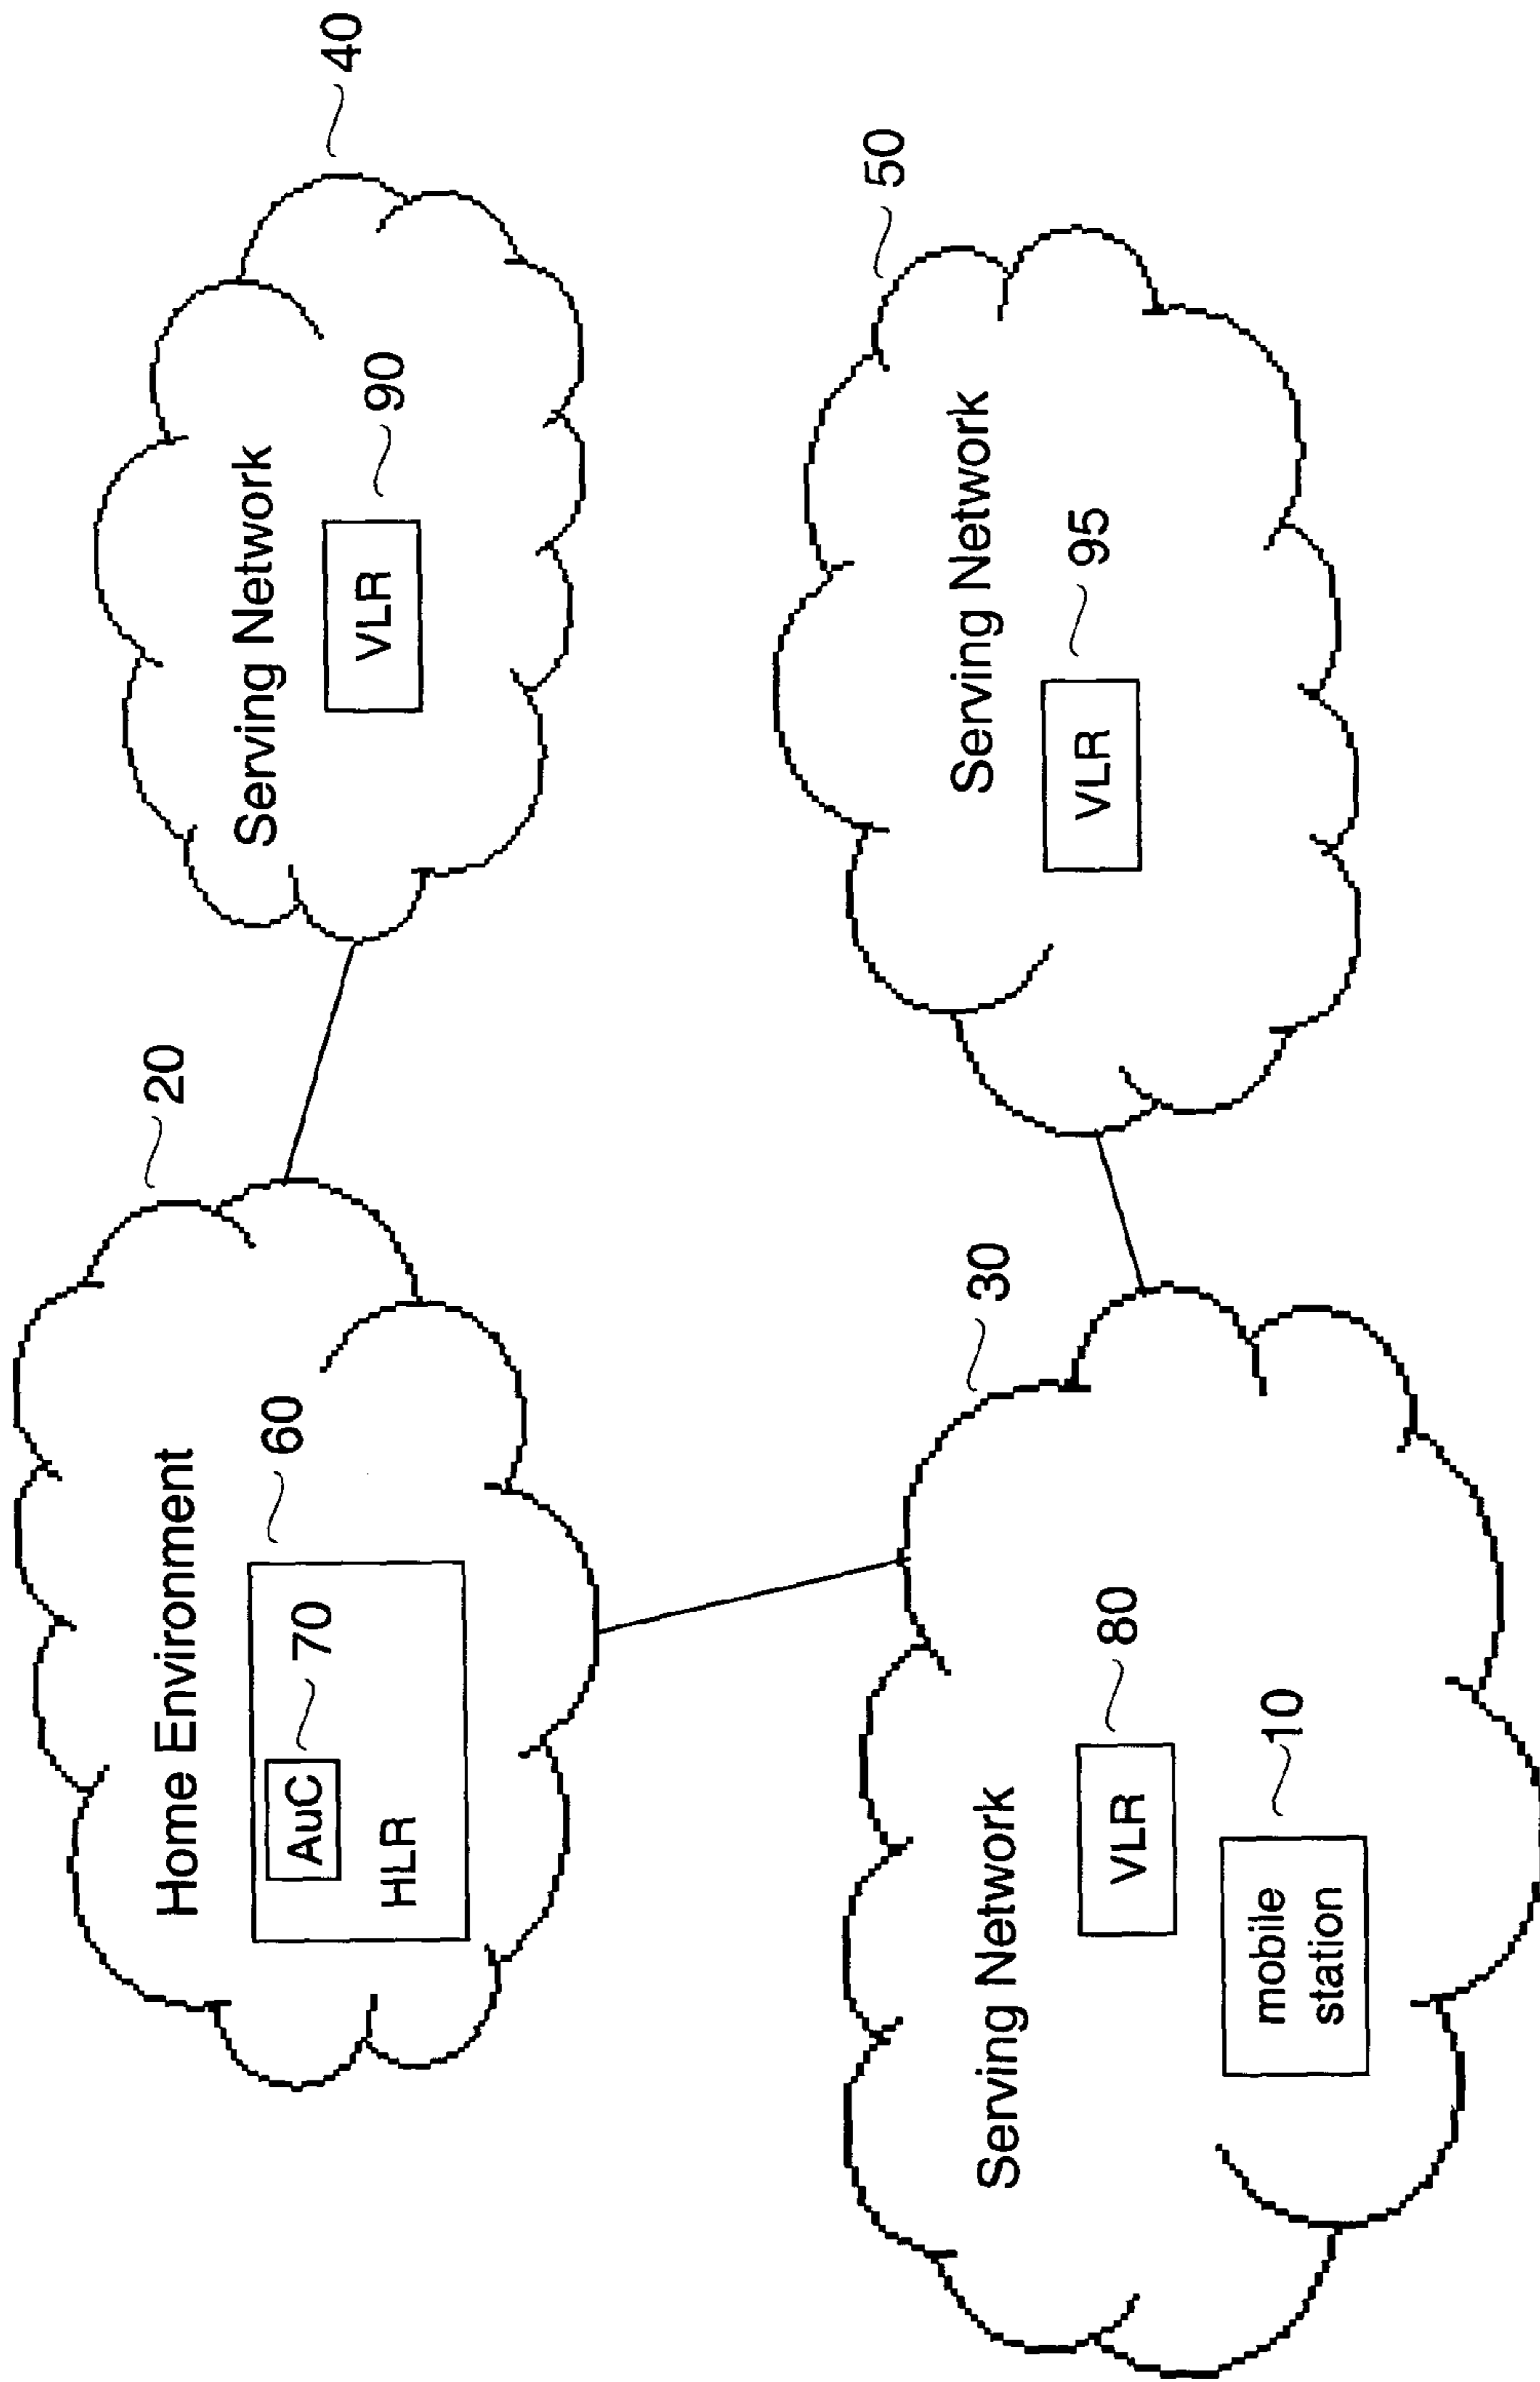 20
Home Environment
60
AuC
70
HLR
40
Serving Network
90
VLR
30
Serving Network
80
VLR
10
mobile
station
50
Serving Network
95
VLR